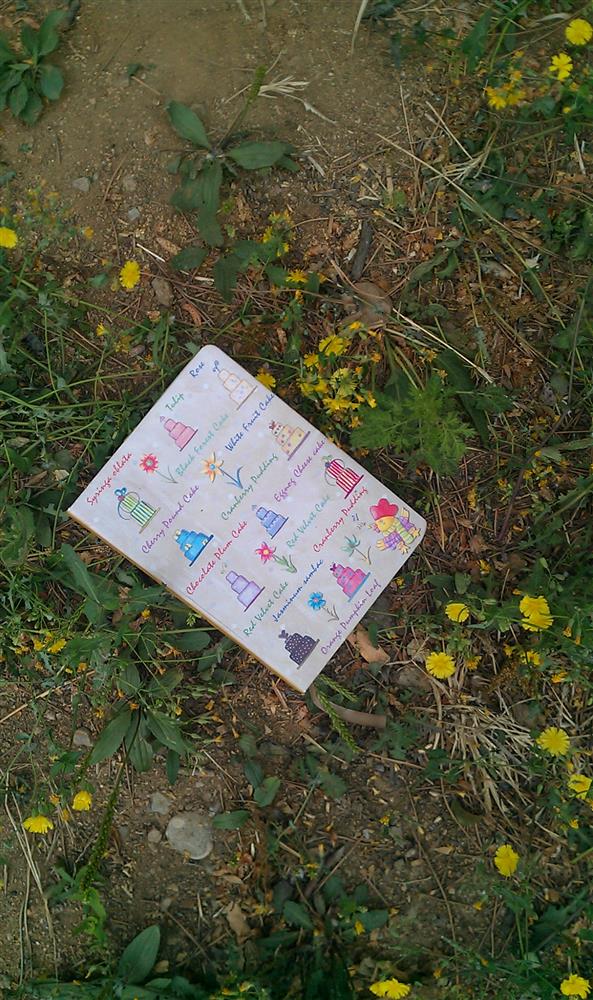 Rose
Tulip
White Fruit Cake
Black Forest Cake
Eggnog Cheese cake
Syringa oblata
Cranberry Pudding
Cherry Pound Cake
Cranberry Pudding
Red Velvet Cake
Chocolate Plum Cake
Jasminum sambac
Red Velvet Cake
Orange Pumpkin loaf